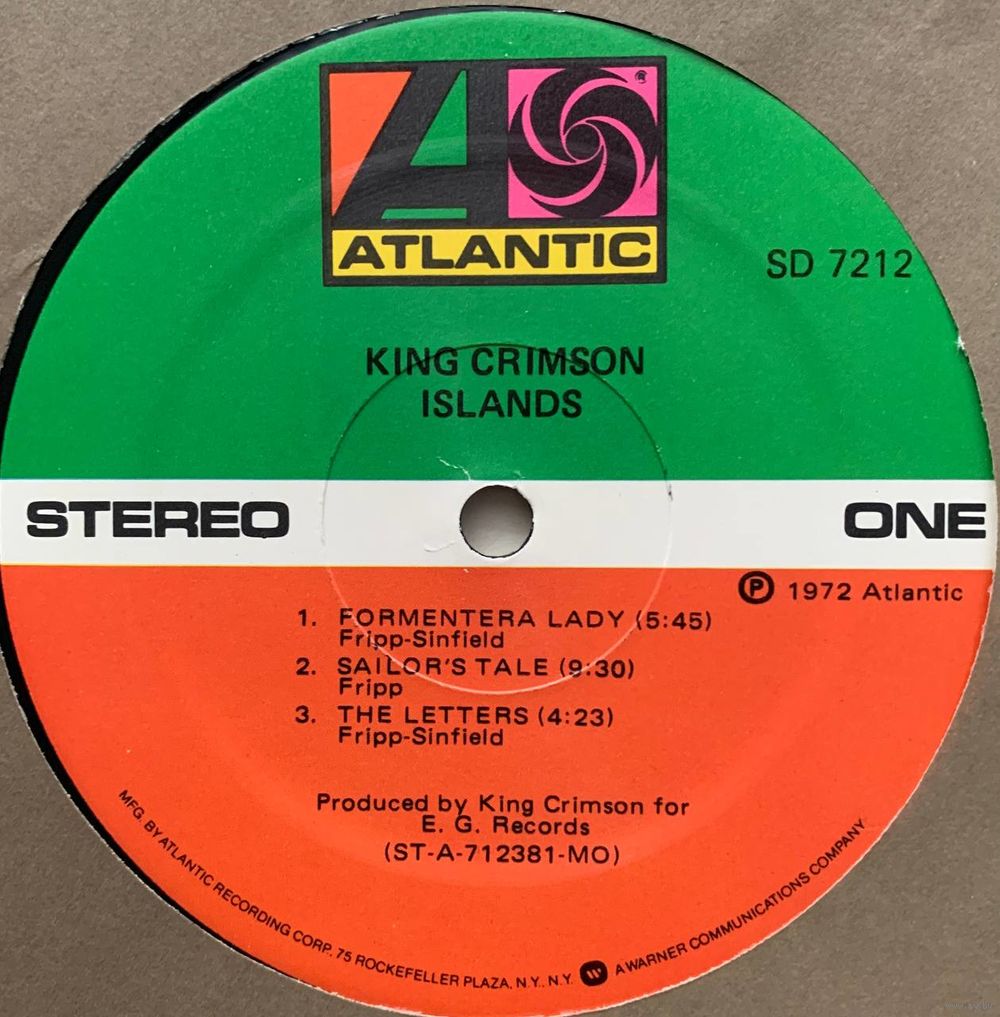 ®
ATLANTIC
SD 7212
KING CRIMSON
ISLANDS
STEREO
ONE
℗ 1972 Atlantic
1. FORMENTERA LADY (5:45)
Fripp-Sinfield
2. SAILOR'S TALE (9:30)
Fripp
3. THE LETTERS (4:23)
Fripp-Sinfield
Produced by King Crimson for
E. G. Records
(ST-A-712381-MO)
MFG. BY ATLANTIC RECORDING CORP., 75 ROCKEFELLER PLAZA, N.Y., N.Y. W A WARNER COMMUNICATIONS COMPANY